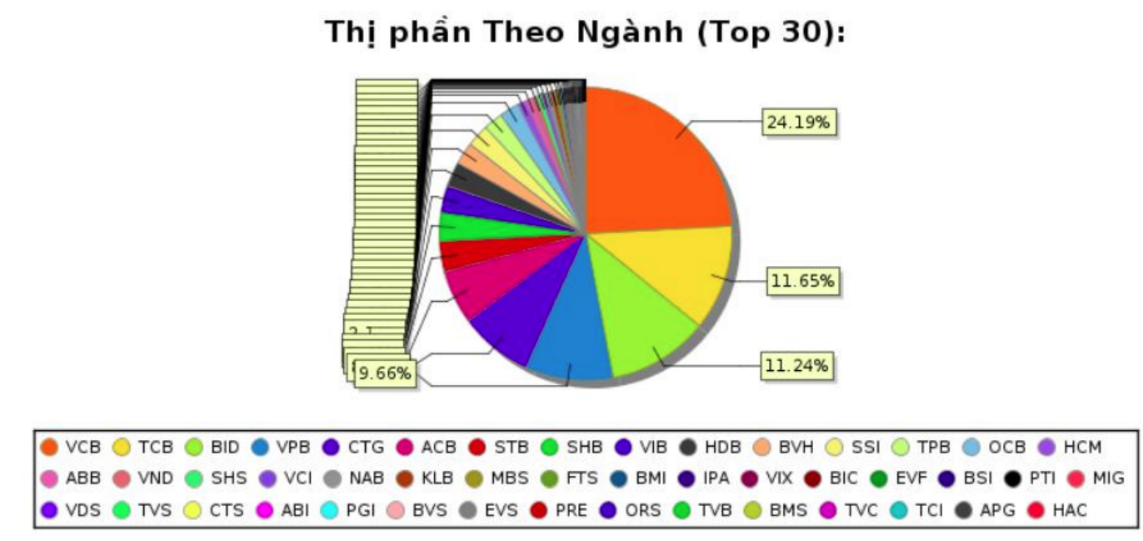 Thị phần Theo Ngành (Top 30):
24.19%
11.65%
11.24%
9.66%
VCB TCB BID VPB CTG ACB STB SHB VIB HDB BVH SSI TPB OCB HCM
ABB VND SHS VCI NAB KLB MBS FTS BMI IPA VIX BIC EVF BSI PTI MIG
VDS TVS CTS ABI PGI BVS EVS PRE ORS TVB BMS TVC TCI APG HAC